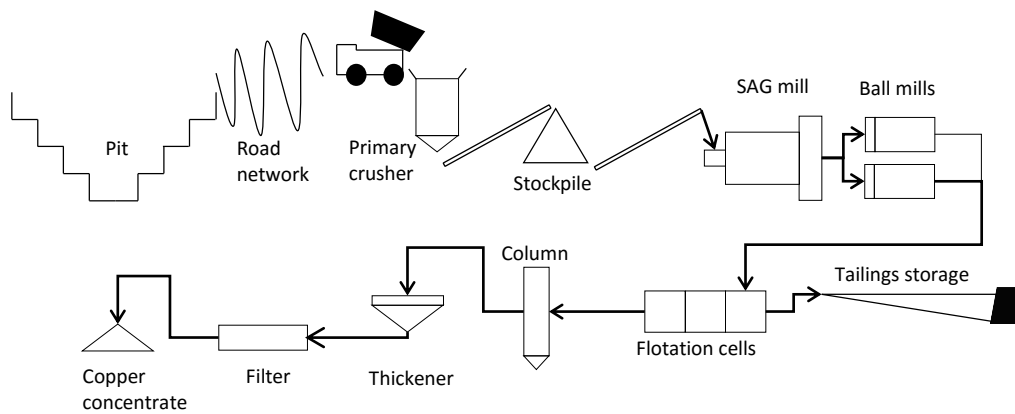 SAG mill
Ball mills
Pit
Road
network
Primary
crusher
Stockpile
Column
Tailings storage
Flotation cells
Copper
concentrate
Filter
Thickener